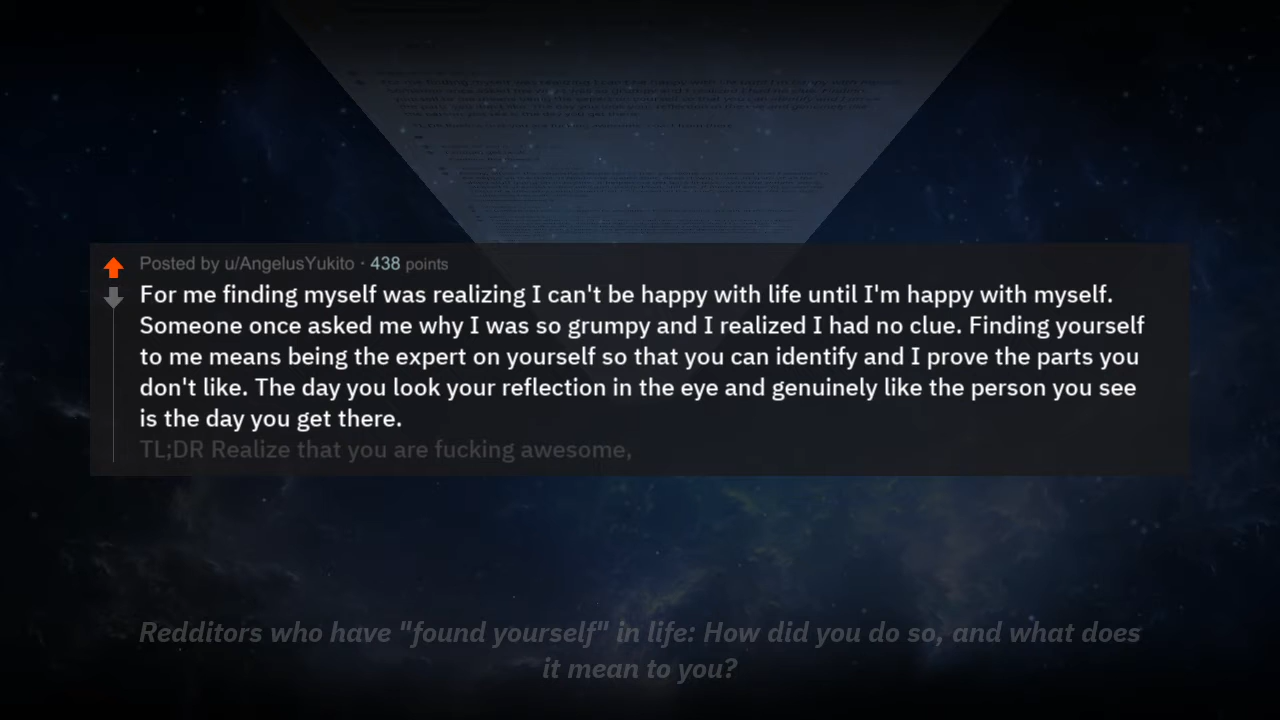 Posted by u/AngelusYukito · 438 points
For me finding myself was realizing I can't be happy with life until I'm happy with myself.
Someone once asked me why I was so grumpy and I realized I had no clue. Finding yourself
to me means being the expert on yourself so that you can identify and I prove the parts you
don't like. The day you look your reflection in the eye and genuinely like the person you see
is the day you get there.
TL;DR Realize that you are fucking awesome,
Redditors who have "found yourself" in life: How did you do so, and what does
it mean to you?